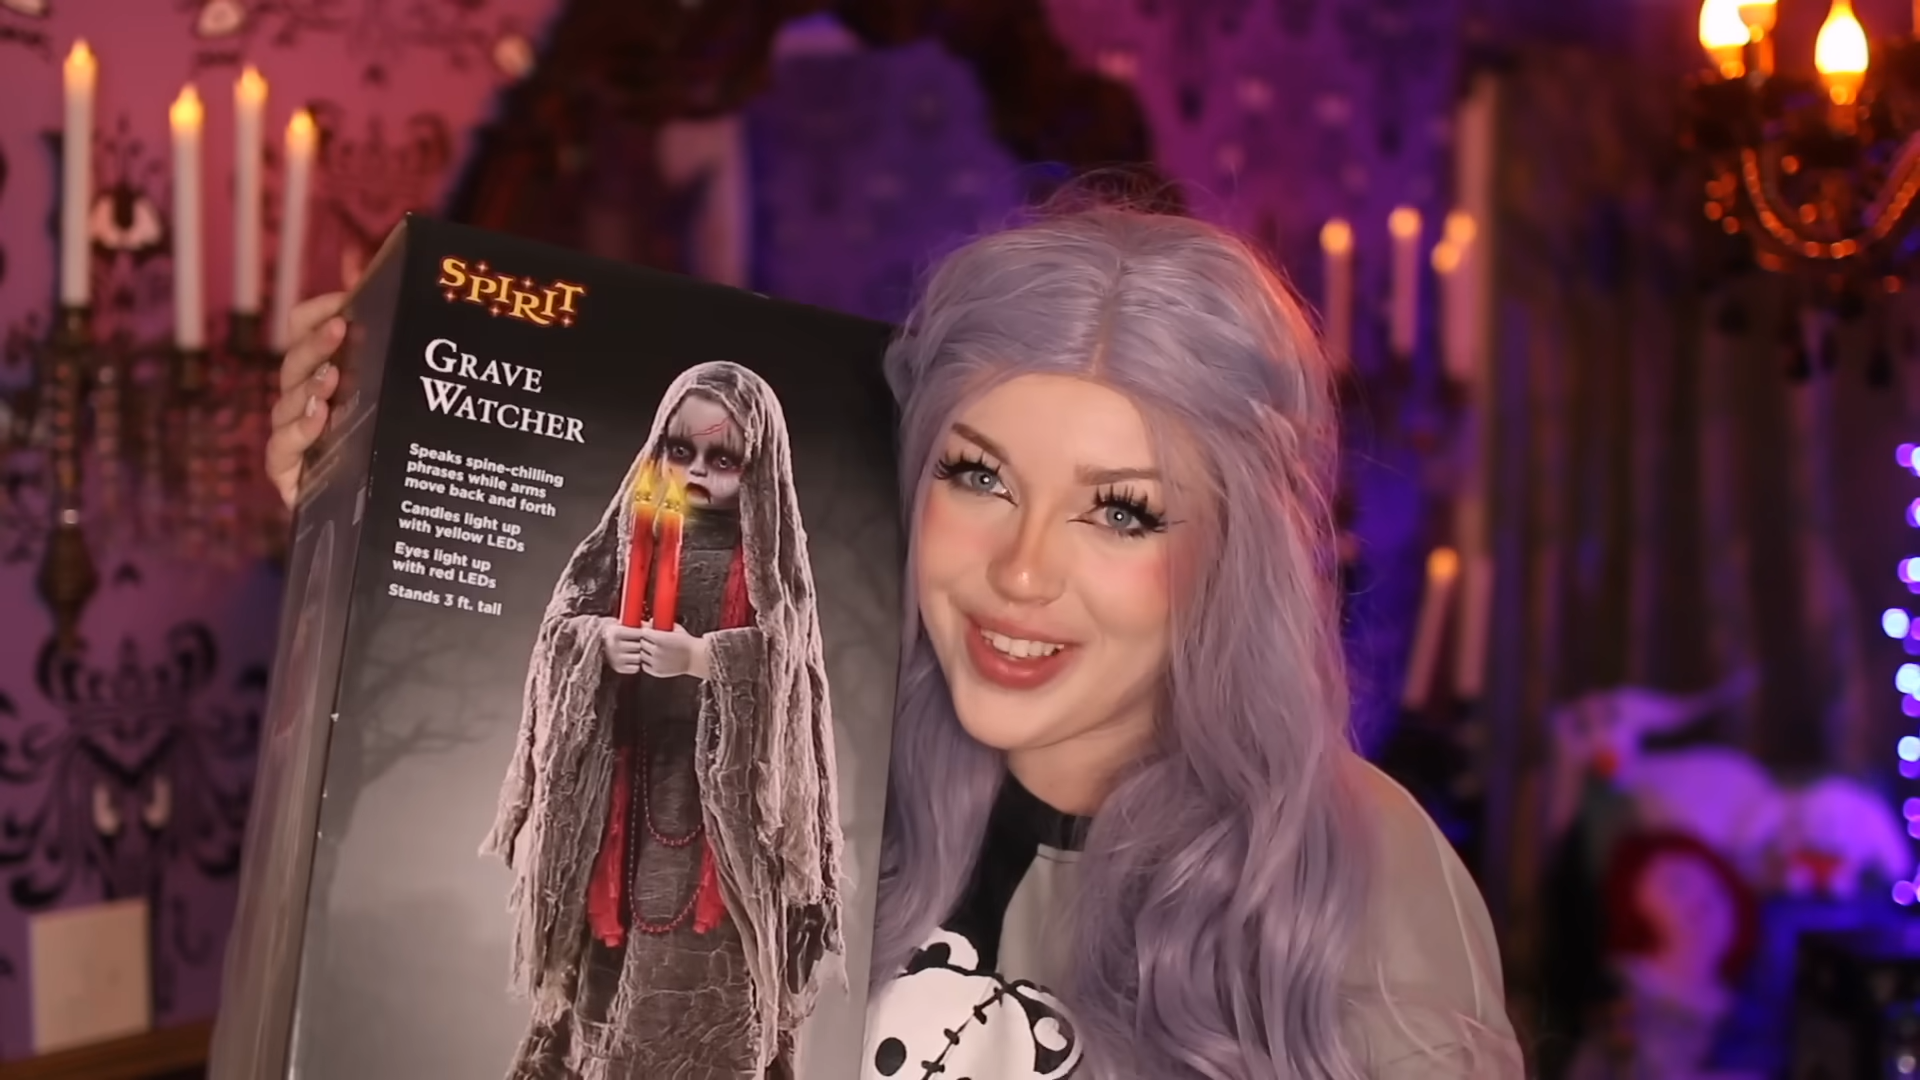 SPIRIT
GRAVE
WATCHER
Speaks spine-chilling
phrases while arms
move back and forth
Candles light up
with yellow LEDs
Eyes light up
with red LEDs
Stands 3 ft. tall